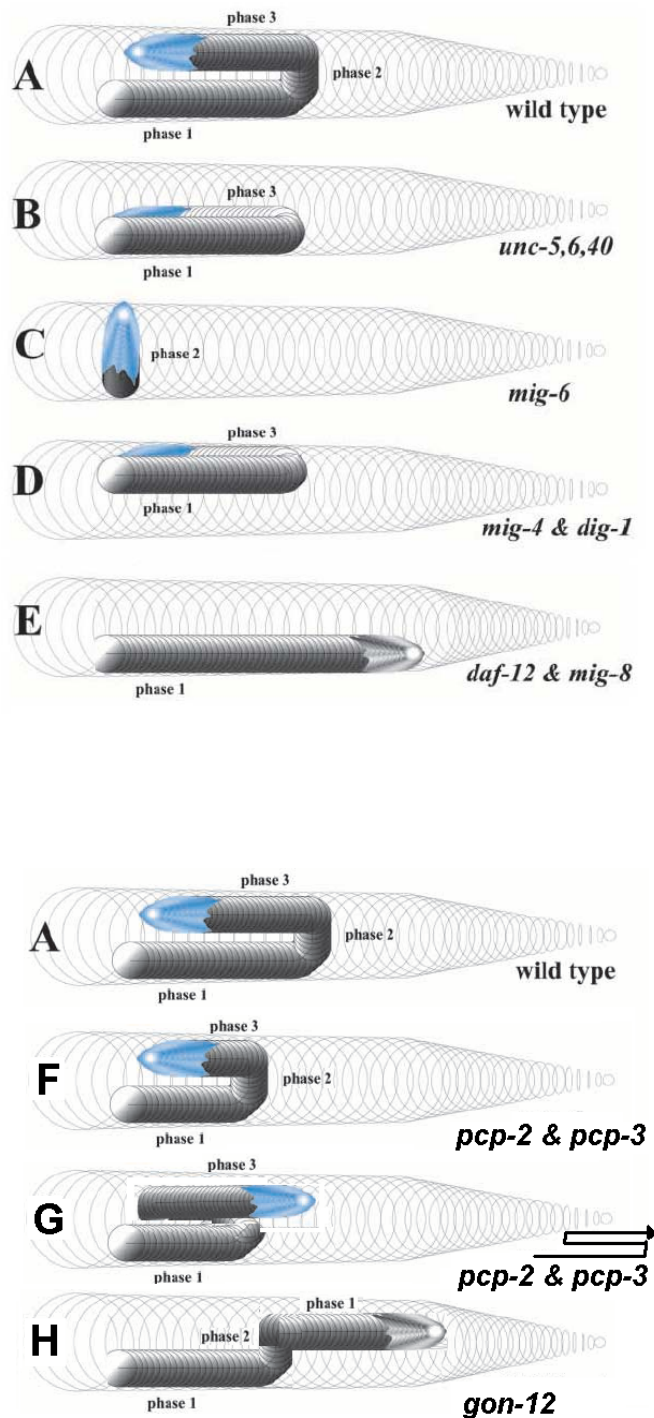 phase 3
A
phase 2
wild type
phase 1
phase 3
B
unc-5,6,40
phase 1
C
phase 2
mig-6
phase 3
D
phase 1
mig-4 & dig-1
E
phase 1
daf-12 & mig-8
phase 3
A
phase 2
wild type
phase 1
phase 3
F
phase 2
phase 1
pcp-2 & pcp-3
phase 3
G
phase 1
pcp-2 & pcp-3
phase 1
H
phase 2
phase 1
gon-12